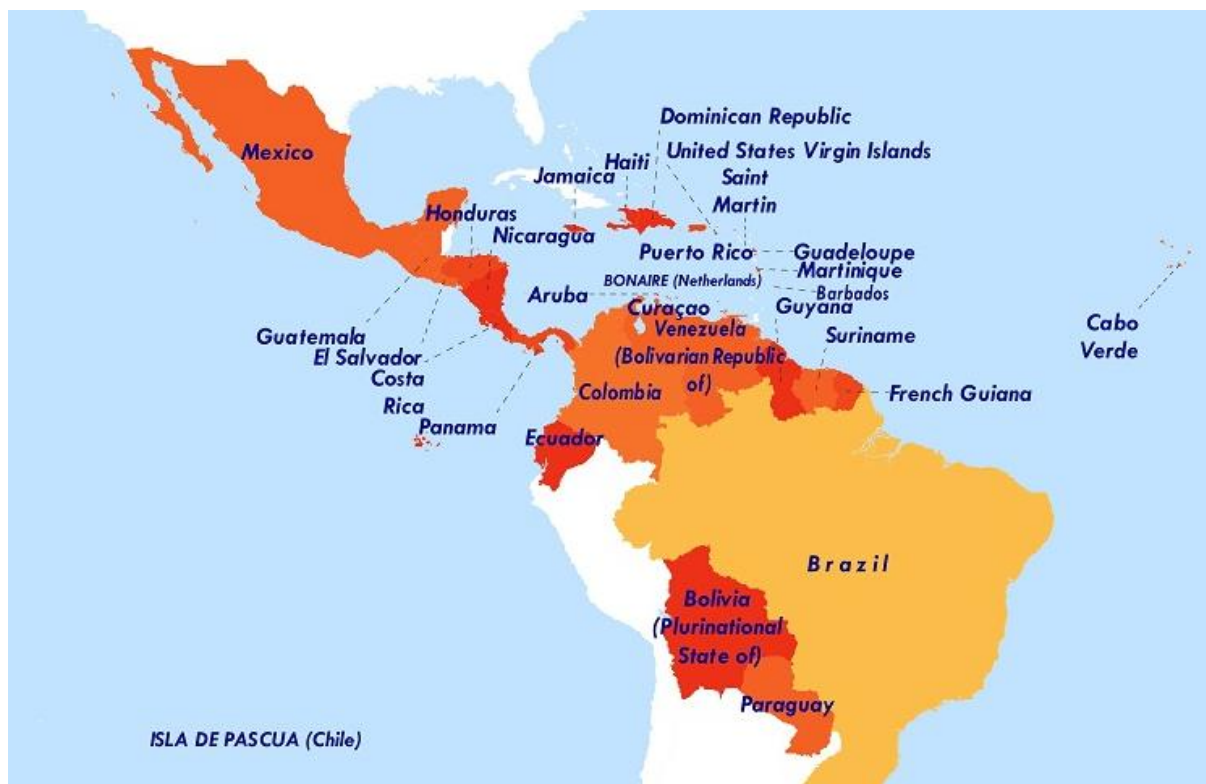 Dominican Republic
United States Virgin Islands
Mexico
Haiti
Jamaica
Saint
Martin
Honduras
Nicaragua
Puerto Rico
Guadeloupe
Martinique
BONAIRE (Netherlands)
Aruba
Barbados
Curaçao
Guyana
Venezuela
(Bolivarian Republic
of)
Suriname
Cabo
Verde
Guatemala
El Salvador
Costa
Rica
Panama
Colombia
French Guiana
Ecuador
Brazil
Bolivia
(Plurinational
State of)
Paraguay
ISLA DE PASCUA (Chile)